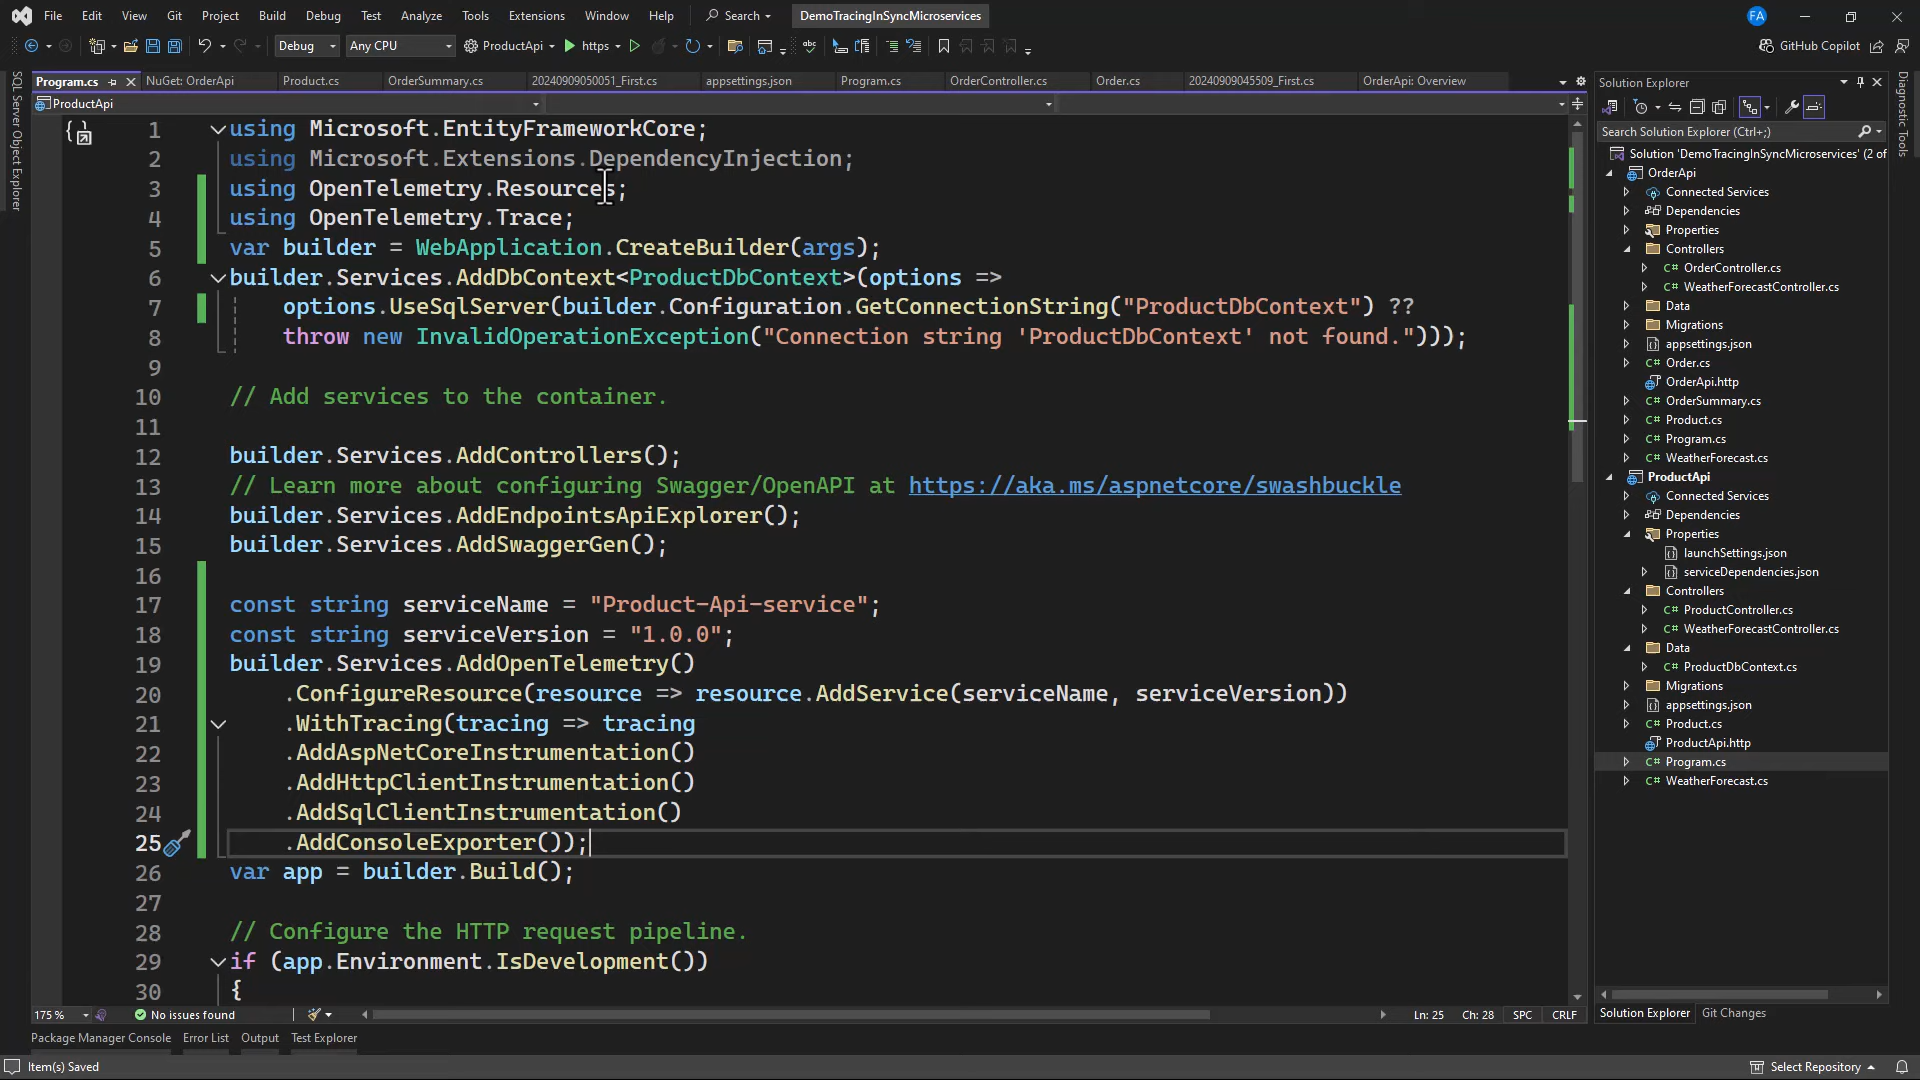 File Edit View Git Project Build Debug Test Analyze Tools Extensions Window Help Search DemoTracingInSyncMicroservices FA
Debug Any CPU ProductApi https GitHub Copilot
Program.cs NuGet: OrderApi Product.cs OrderSummary.cs 20240909050051_First.cs appsettings.json Program.cs OrderController.cs Order.cs 20240909045509_First.cs OrderApi: Overview
ProductApi
SQL Server Object Explorer
1 using Microsoft.EntityFrameworkCore;
2 using Microsoft.Extensions.DependencyInjection;
3 using OpenTelemetry.Resources;
4 using OpenTelemetry.Trace;
5 var builder = WebApplication.CreateBuilder(args);
6 builder.Services.AddDbContext<ProductDbContext>(options =>
7 options.UseSqlServer(builder.Configuration.GetConnectionString("ProductDbContext") ??
8 throw new InvalidOperationException("Connection string 'ProductDbContext' not found.")));
9
10 // Add services to the container.
11
12 builder.Services.AddControllers();
13 // Learn more about configuring Swagger/OpenAPI at https://aka.ms/aspnetcore/swashbuckle
14 builder.Services.AddEndpointsApiExplorer();
15 builder.Services.AddSwaggerGen();
16
17 const string serviceName = "Product-Api-service";
18 const string serviceVersion = "1.0.0";
19 builder.Services.AddOpenTelemetry()
20 .ConfigureResource(resource => resource.AddService(serviceName, serviceVersion))
21 .WithTracing(tracing => tracing
22 .AddAspNetCoreInstrumentation()
23 .AddHttpClientInstrumentation()
24 .AddSqlClientInstrumentation()
25 .AddConsoleExporter());
26 var app = builder.Build();
27
28 // Configure the HTTP request pipeline.
29 if (app.Environment.IsDevelopment())
30 {
175 % No issues found Ln: 25 Ch: 28 SPC CRLF
Package Manager Console Error List Output Test Explorer
Item(s) Saved
Solution Explorer
Search Solution Explorer (Ctrl+;)
Solution 'DemoTracingInSyncMicroservices' (2 of
OrderApi
Connected Services
Dependencies
Properties
Controllers
C# OrderController.cs
C# WeatherForecastController.cs
Data
Migrations
appsettings.json
C# Order.cs
OrderApi.http
C# OrderSummary.cs
C# Product.cs
C# Program.cs
C# WeatherForecast.cs
ProductApi
Connected Services
Dependencies
Properties
launchSettings.json
serviceDependencies.json
Controllers
C# ProductController.cs
C# WeatherForecastController.cs
Data
C# ProductDbContext.cs
Migrations
appsettings.json
C# Product.cs
ProductApi.http
C# Program.cs
C# WeatherForecast.cs
Solution Explorer Git Changes
Select Repository
Diagnostic Tools